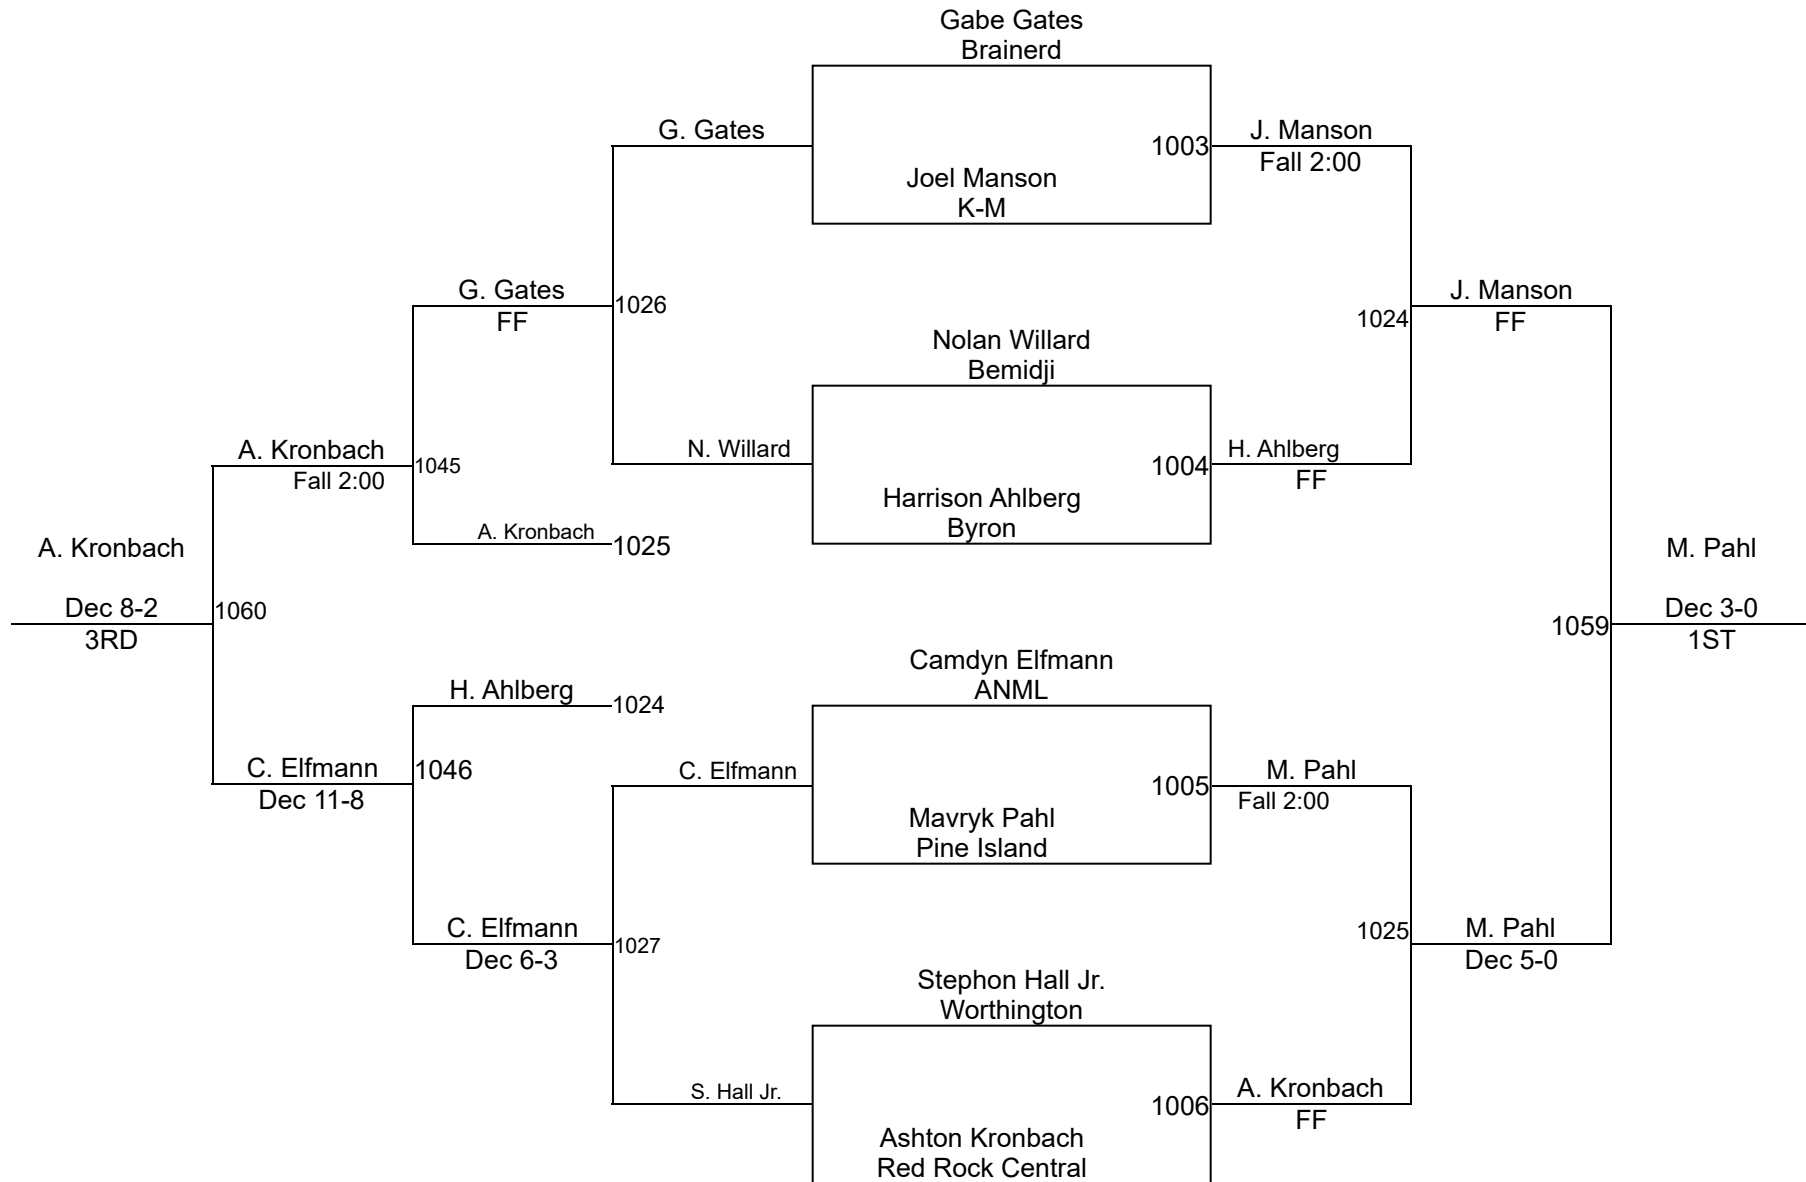 Gabe Gates
Brainerd
G. Gates
1003
J. Manson
Fall 2:00
Joel Manson
K-M
G. Gates
FF
1026
1024
J. Manson
FF
Nolan Willard
Bemidji
A. Kronbach
Fall 2:00
1045
N. Willard
1004
H. Ahlberg
FF
Harrison Ahlberg
Byron
A. Kronbach
1025
A. Kronbach
Dec 8-2
3RD
1060
M. Pahl
Dec 3-0
1ST
1059
Camdyn Elfmann
ANML
H. Ahlberg
1024
C. Elfmann
Dec 11-8
1046
C. Elfmann
1005
M. Pahl
Fall 2:00
Mavryk Pahl
Pine Island
C. Elfmann
Dec 6-3
1027
1025
M. Pahl
Dec 5-0
Stephon Hall Jr.
Worthington
S. Hall Jr.
1006
A. Kronbach
FF
Ashton Kronbach
Red Rock Central